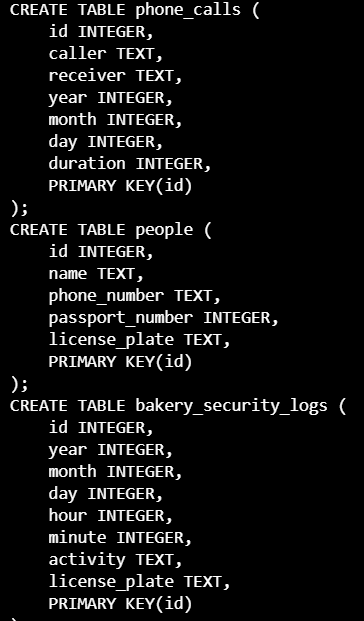 CREATE TABLE phone_calls (
    id INTEGER,
    caller TEXT,
    receiver TEXT,
    year INTEGER,
    month INTEGER,
    day INTEGER,
    duration INTEGER,
    PRIMARY KEY(id)
);
CREATE TABLE people (
    id INTEGER,
    name TEXT,
    phone_number TEXT,
    passport_number INTEGER,
    license_plate TEXT,
    PRIMARY KEY(id)
);
CREATE TABLE bakery_security_logs (
    id INTEGER,
    year INTEGER,
    month INTEGER,
    day INTEGER,
    hour INTEGER,
    minute INTEGER,
    activity TEXT,
    license_plate TEXT,
    PRIMARY KEY(id)